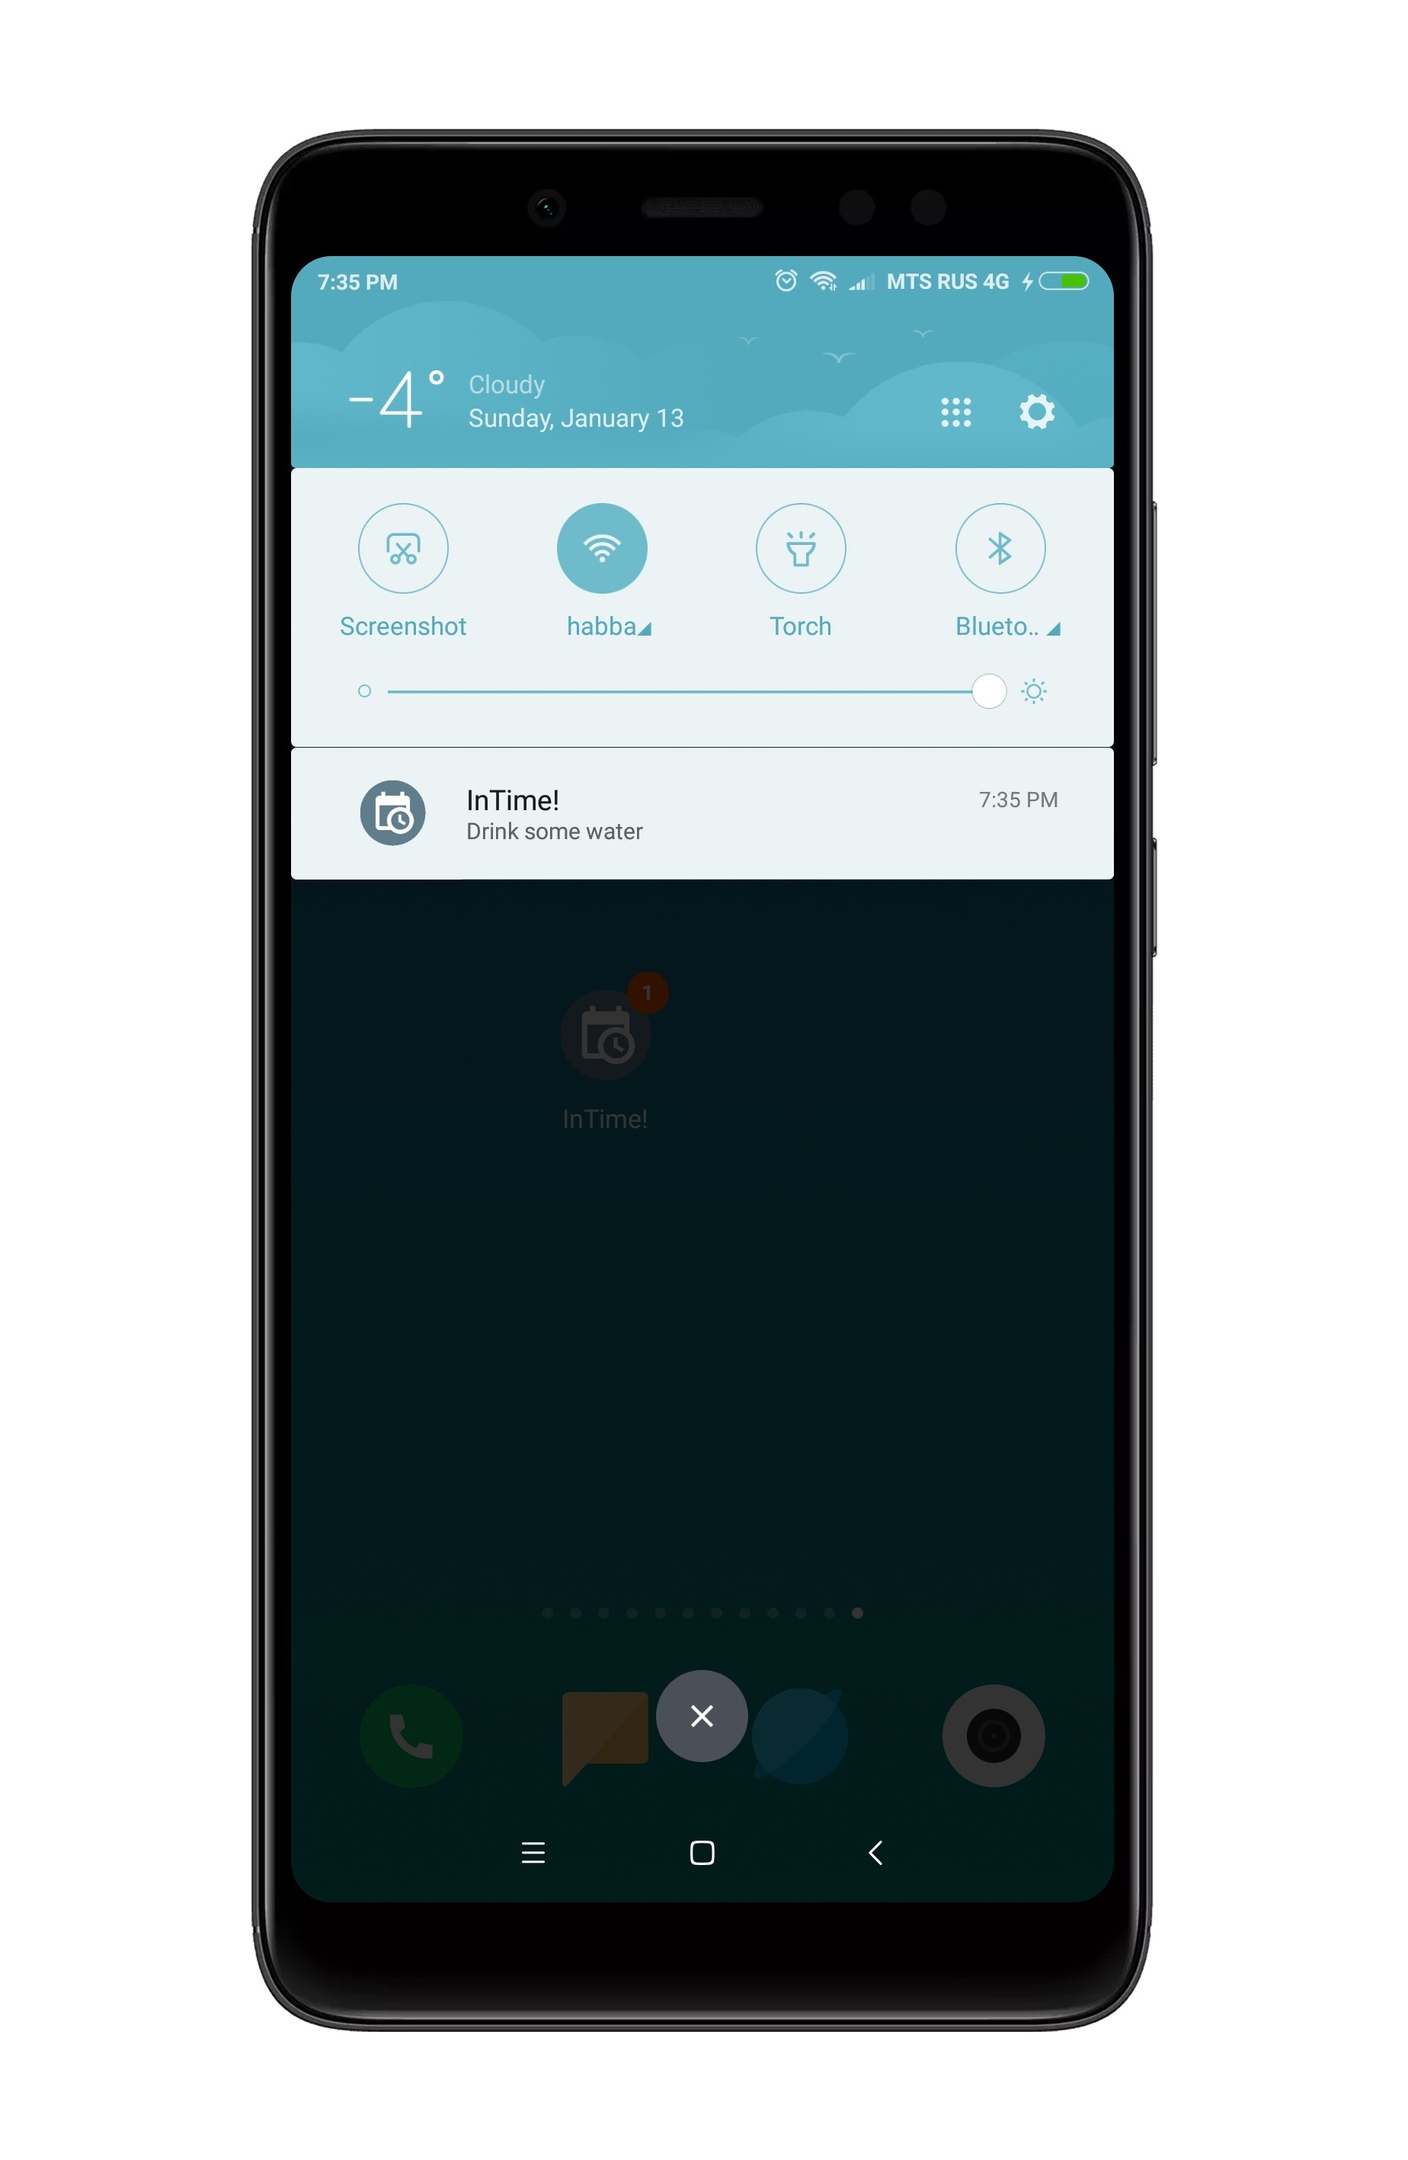 7:35 PM
MTS RUS 4G
-4°
Cloudy
Sunday, January 13
Screenshot
habba
Torch
Blueto..
InTime!
7:35 PM
Drink some water
1
InTime!